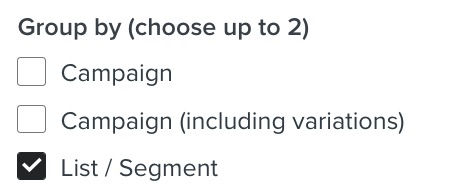 Group by (choose up to 2)
Campaign
Campaign (including variations)
List / Segment